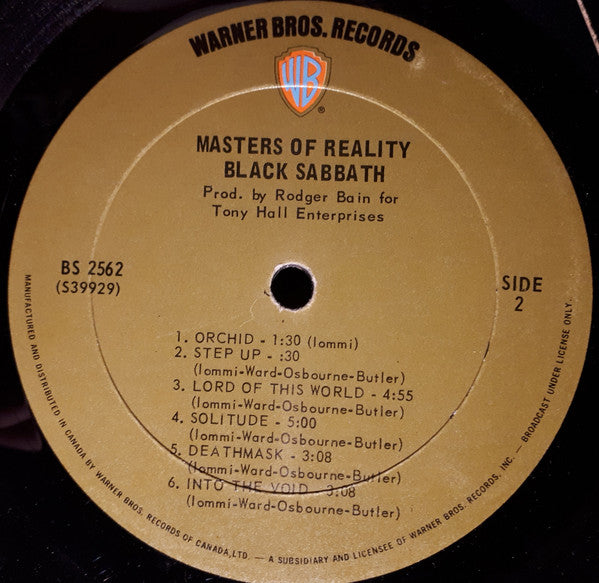 WARNER BROS. RECORDS
WB
®
MASTERS OF REALITY
BLACK SABBATH
Prod. by Rodger Bain for
Tony Hall Enterprises
BS 2562
(S39929)
SIDE
2
1. ORCHID - 1:30 (Iommi)
2. STEP UP - :30
(Iommi-Ward-Osbourne-Butler)
3. LORD OF THIS WORLD - 4:55
(Iommi-Ward-Osbourne-Butler)
4. SOLITUDE - 5:00
(Iommi-Ward-Osbourne-Butler)
5. DEATHMASK - 3:08
(Iommi-Ward-Osbourne-Butler)
6. INTO THE VOID - 3:08
(Iommi-Ward-Osbourne-Butler)
MANUFACTURED AND DISTRIBUTED IN CANADA BY WARNER BROS. RECORDS OF CANADA, LTD. — A SUBSIDIARY AND LICENSEE OF WARNER BROS. RECORDS, INC. — BROADCAST UNDER LICENSE ONLY.